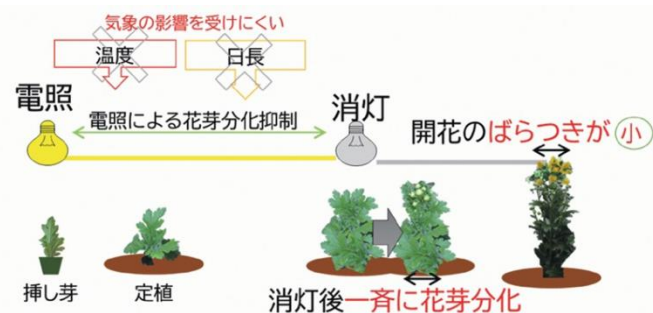 気象の影響を受けにくい
温度
日長
電照
電照による花芽分化抑制
消灯
開花のばらつきが小
挿し芽
定植
消灯後一斉に花芽分化